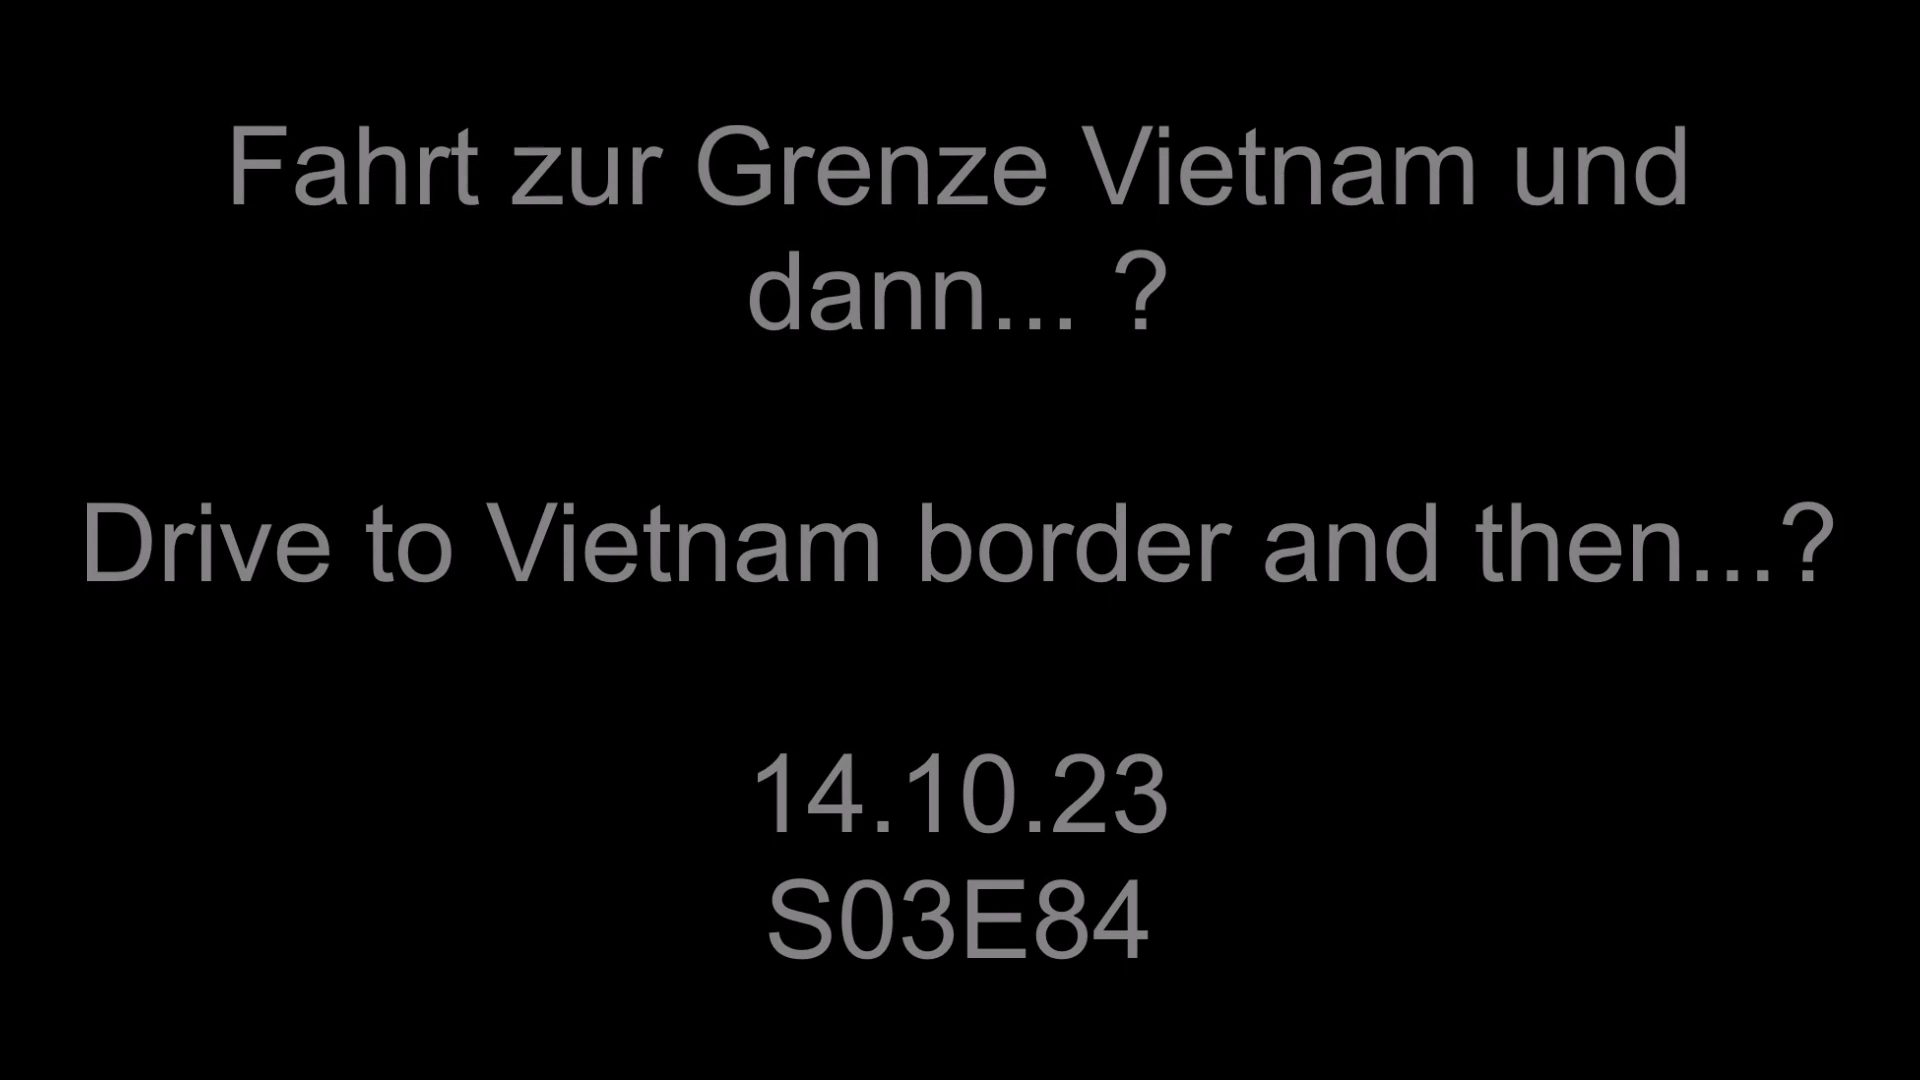 Fahrt zur Grenze Vietnam und
dann... ?
Drive to Vietnam border and then...?
14.10.23
S03E84